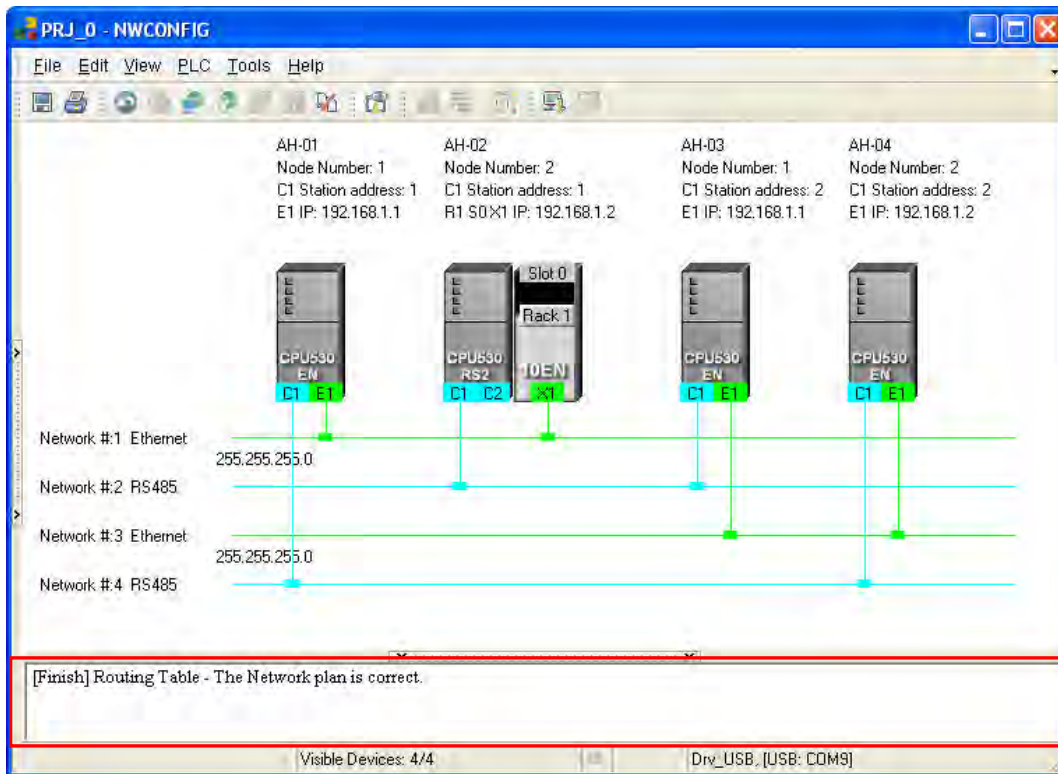 PRJ_0 - NWCONFIG
File Edit View PLC Tools Help
AH-01
Node Number: 1
C1 Station address: 1
E1 IP: 192.168.1.1
AH-02
Node Number: 2
C1 Station address: 1
R1 S0X1 IP: 192.168.1.2
AH-03
Node Number: 1
C1 Station address: 2
E1 IP: 192.168.1.1
AH-04
Node Number: 2
C1 Station address: 2
E1 IP: 192.168.1.2
CPU530
EN
C1 E1
CPU530
RS2
C1 C2
Slot 0
Rack 1
10EN
X1
CPU530
EN
C1 E1
CPU530
EN
C1 E1
Network #:1 Ethernet
255.255.255.0
Network #:2 RS485
Network #:3 Ethernet
255.255.255.0
Network #:4 RS485
[Finish] Routing Table - The Network plan is correct.
Visible Devices: 4/4
Drv_USB, [USB: COM9]